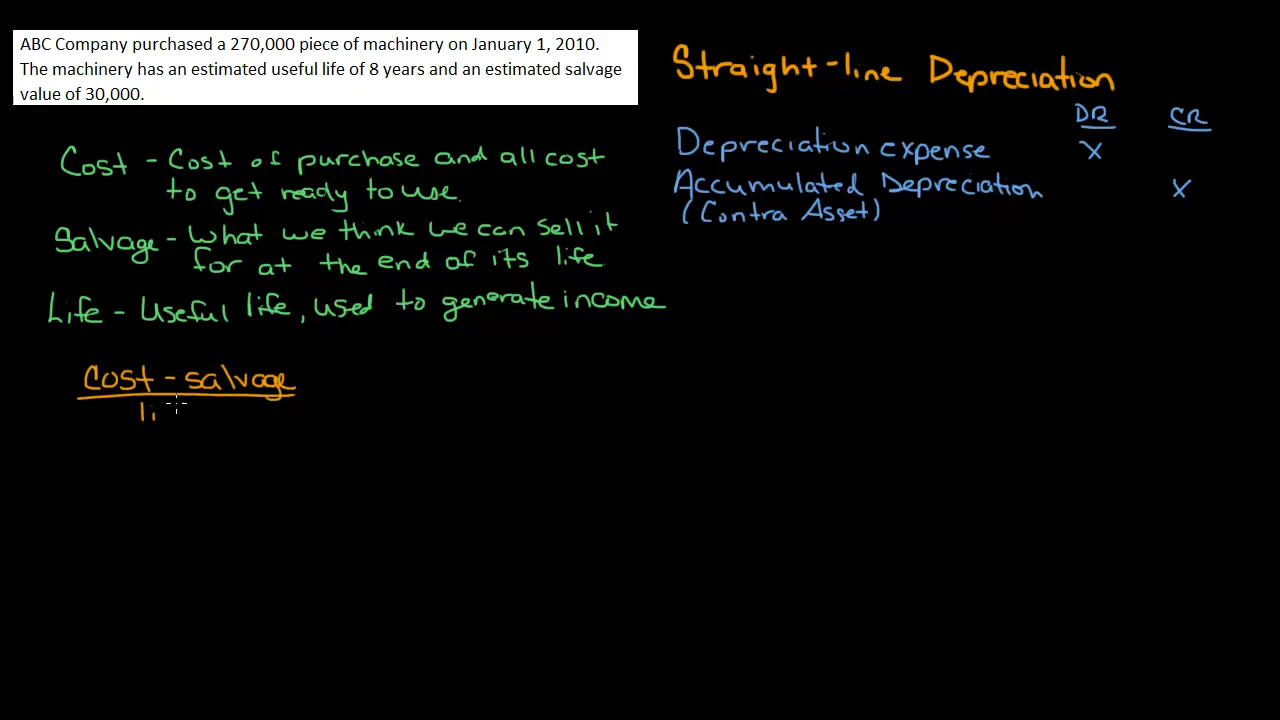 ABC Company purchased a 270,000 piece of machinery on January 1, 2010.
The machinery has an estimated useful life of 8 years and an estimated salvage
value of 30,000.
Straight-line Depreciation
DR CR
Depreciation expense X
Accumulated Depreciation X
(Contra Asset)
Cost - Cost of purchase and all cost
to get ready to use.
Salvage - What we think we can sell it
for at the end of its life
Life - Useful life, used to generate income
Cost - salvage
li